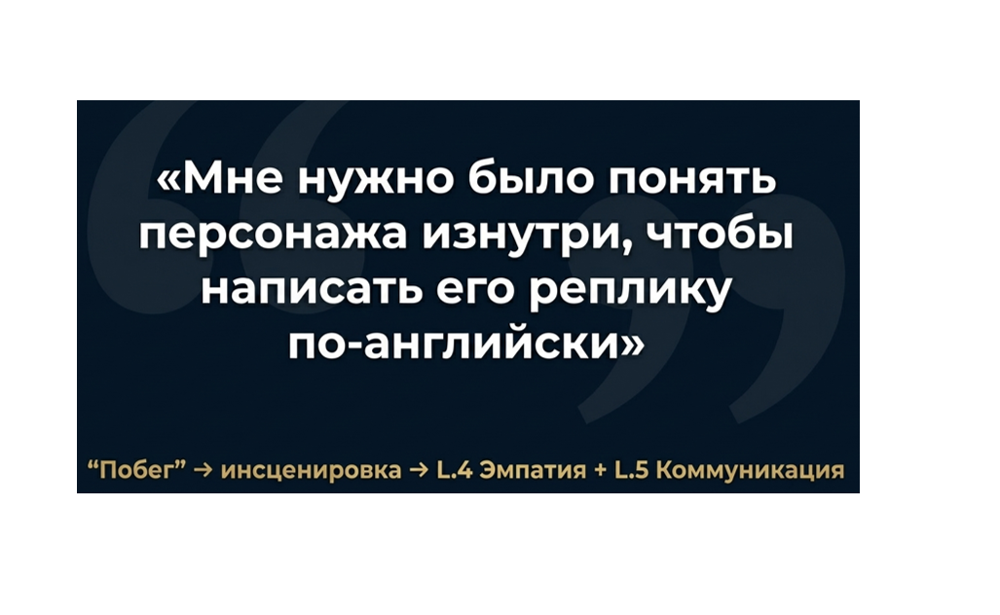 «Мне нужно было понять
персонажа изнутри, чтобы
написать его реплику
по-английски»
“Побег” → инсценировка → L.4 Эмпатия + L.5 Коммуникация